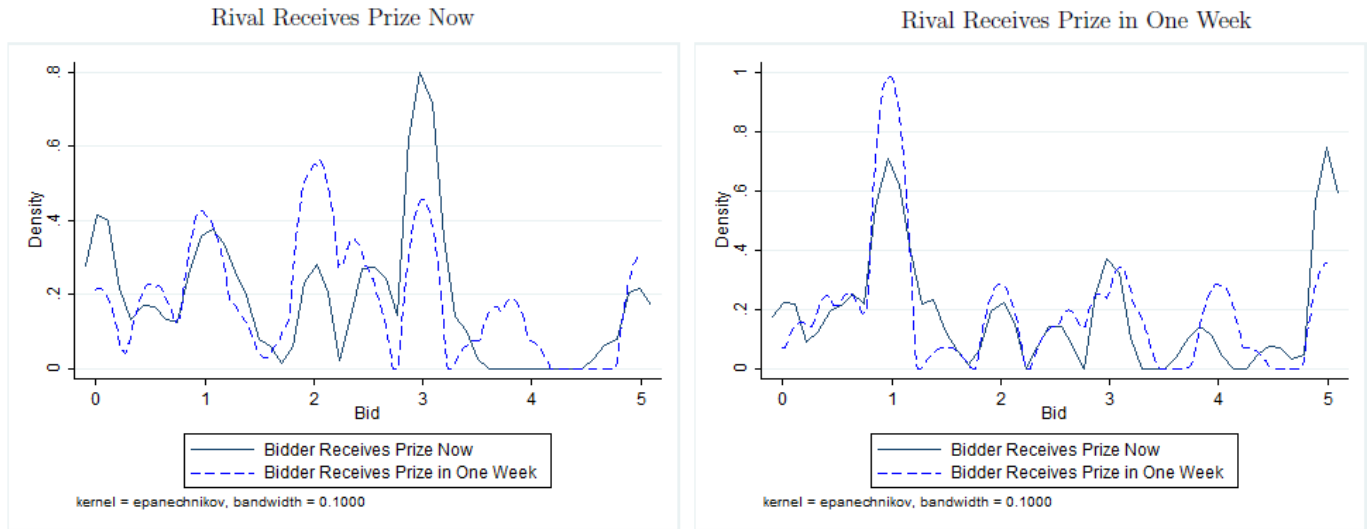 Rival Receives Prize Now
.8
.6
.4
.2
0
Density
0 1 2 3 4 5
Bid
Bidder Receives Prize Now
Bidder Receives Prize in One Week
kernel = epanechnikov, bandwidth = 0.1000
Rival Receives Prize in One Week
1
.8
.6
.4
.2
0
Density
0 1 2 3 4 5
Bid
Bidder Receives Prize Now
Bidder Receives Prize in One Week
kernel = epanechnikov, bandwidth = 0.1000